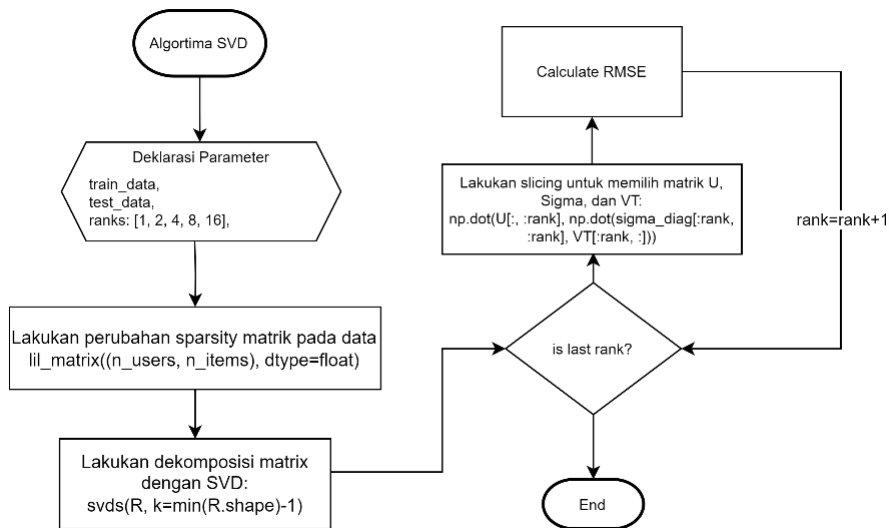 Algortima SVD
Deklarasi Parameter
train_data,
test_data,
ranks: [1, 2, 4, 8, 16],
Lakukan perubahan sparsity matrik pada data
lil_matrix((n_users, n_items), dtype=float)
Lakukan dekomposisi matrix
dengan SVD:
svds(R, k=min(R.shape)-1)
Calculate RMSE
Lakukan slicing untuk memilih matrik U,
Sigma, dan VT:
np.dot(U[:, :rank], np.dot(sigma_diag[:rank,
:rank], VT[:rank, :]))
rank=rank+1
is last rank?
End